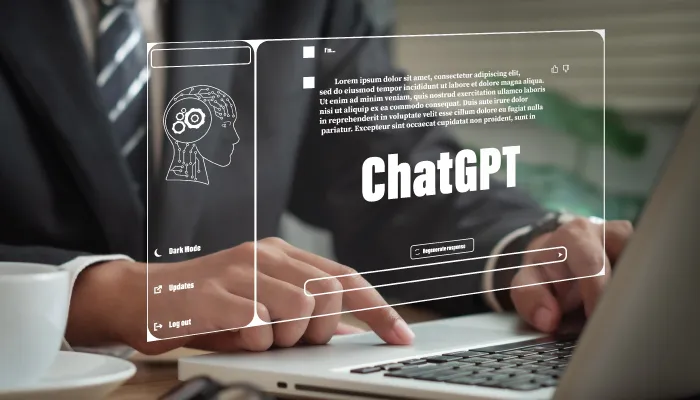 I'm...
Lorem ipsum dolor sit amet, consectetur adipiscing elit,
sed do eiusmod tempor incididunt ut labore et dolore magna aliqua.
Ut enim ad minim veniam, quis nostrud exercitation ullamco laboris
nisi ut aliquip ex ea commodo consequat. Duis aute irure dolor
in reprehenderit in voluptate velit esse cillum dolore eu fugiat nulla
pariatur. Excepteur sint occaecat cupidatat non proident, sunt in
ChatGPT
Regenerate response
Dark Mode
Updates
Log out